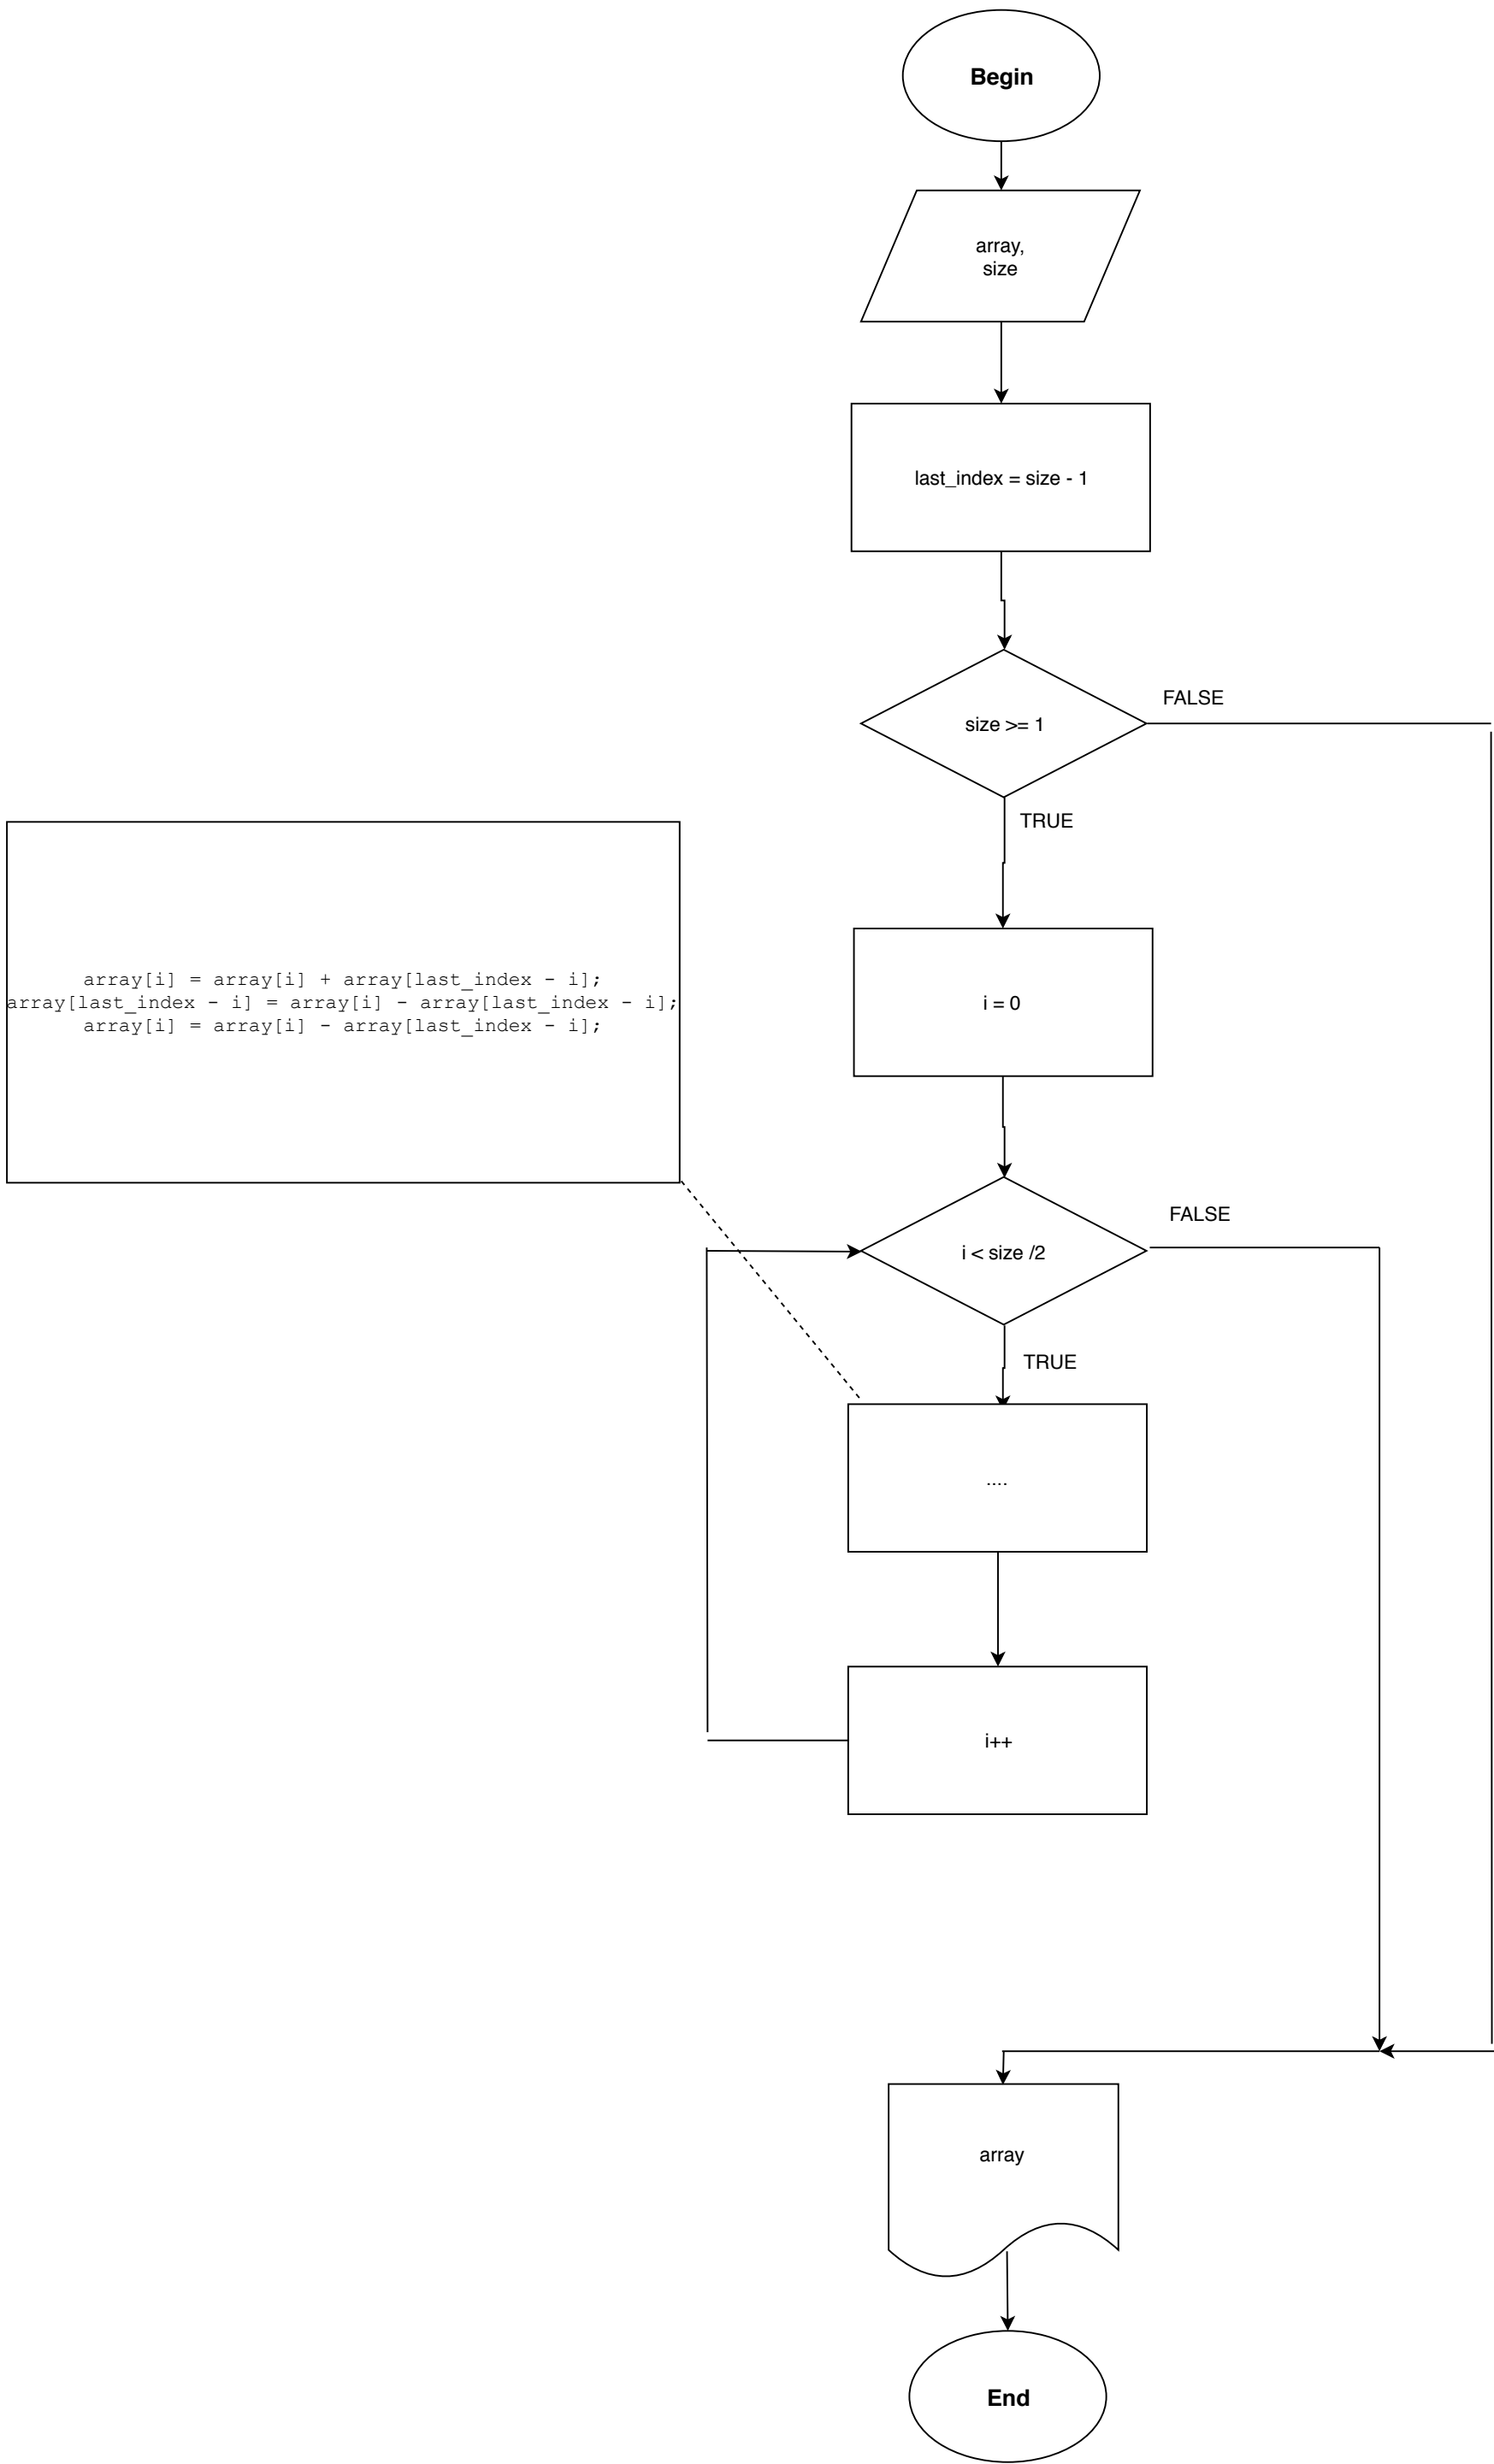 Begin
array,
size
last_index = size - 1
size >= 1
FALSE
TRUE
array[i] = array[i] + array[last_index - i];
array[last_index - i] = array[i] - array[last_index - i];
array[i] = array[i] - array[last_index - i];
i = 0
i < size /2
FALSE
TRUE
....
i++
array
End